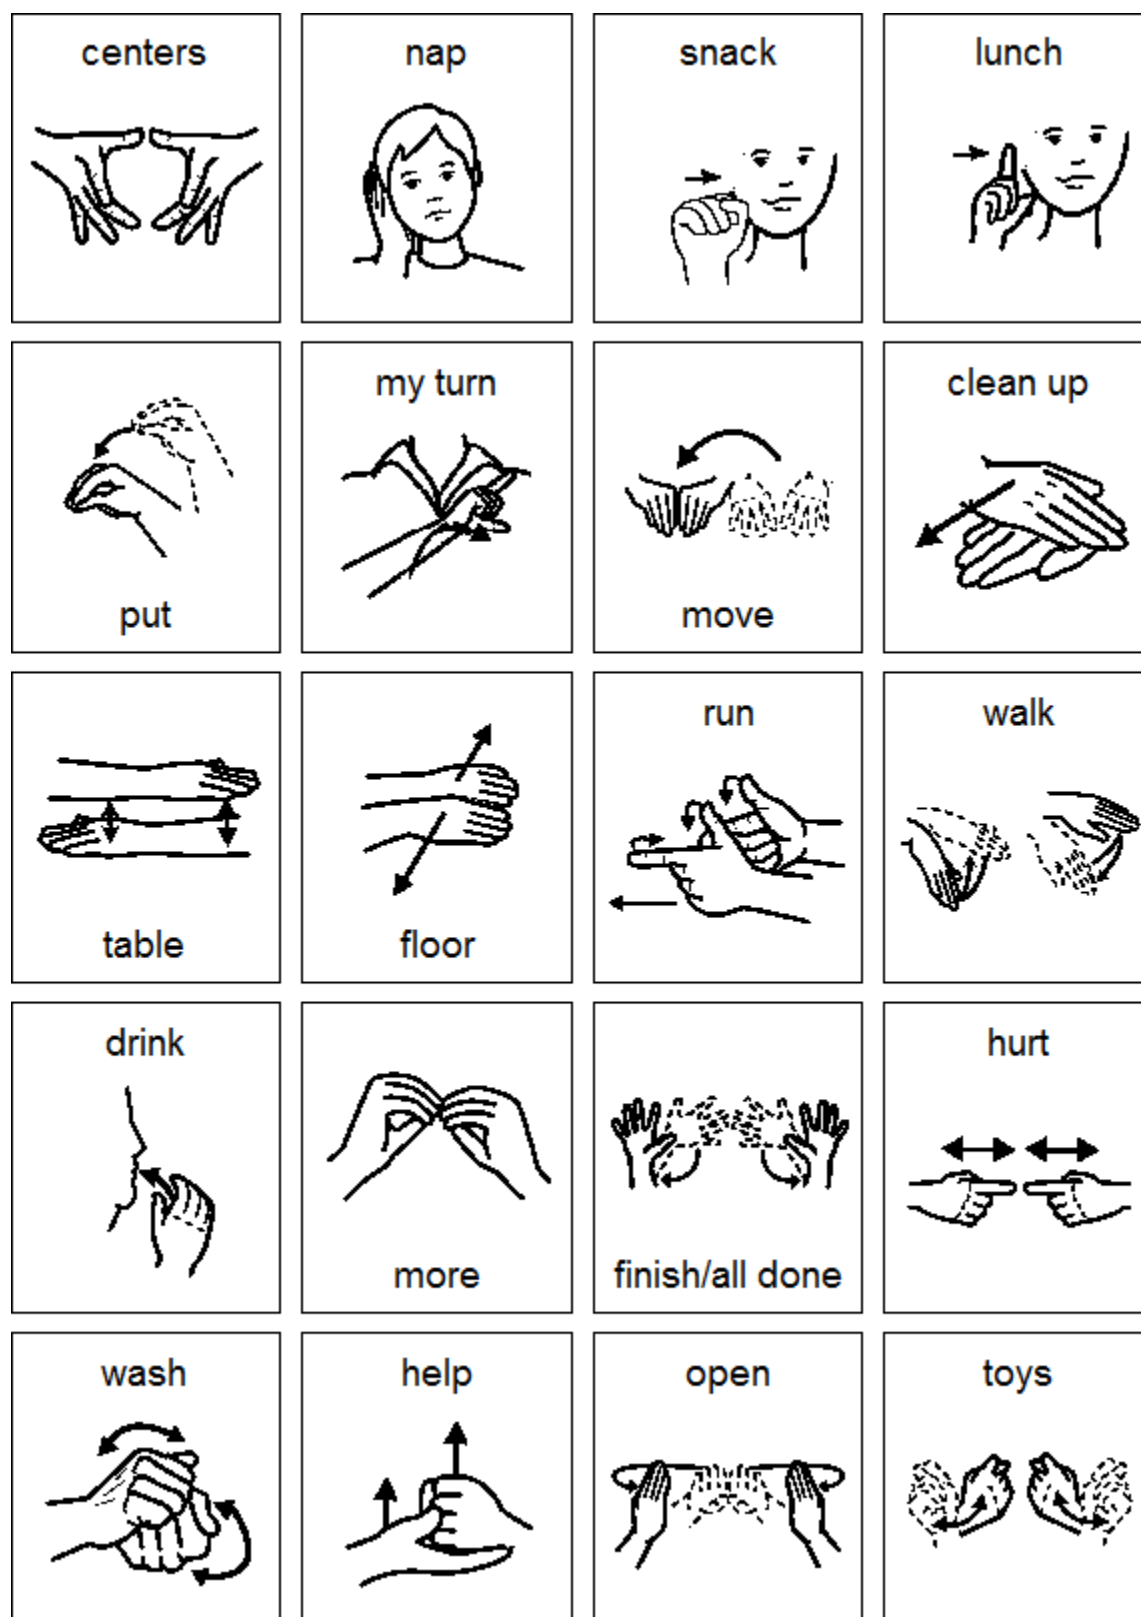 centers
nap
snack
lunch
put
my turn
move
clean up
table
floor
run
walk
drink
more
finish/all done
hurt
wash
help
open
toys